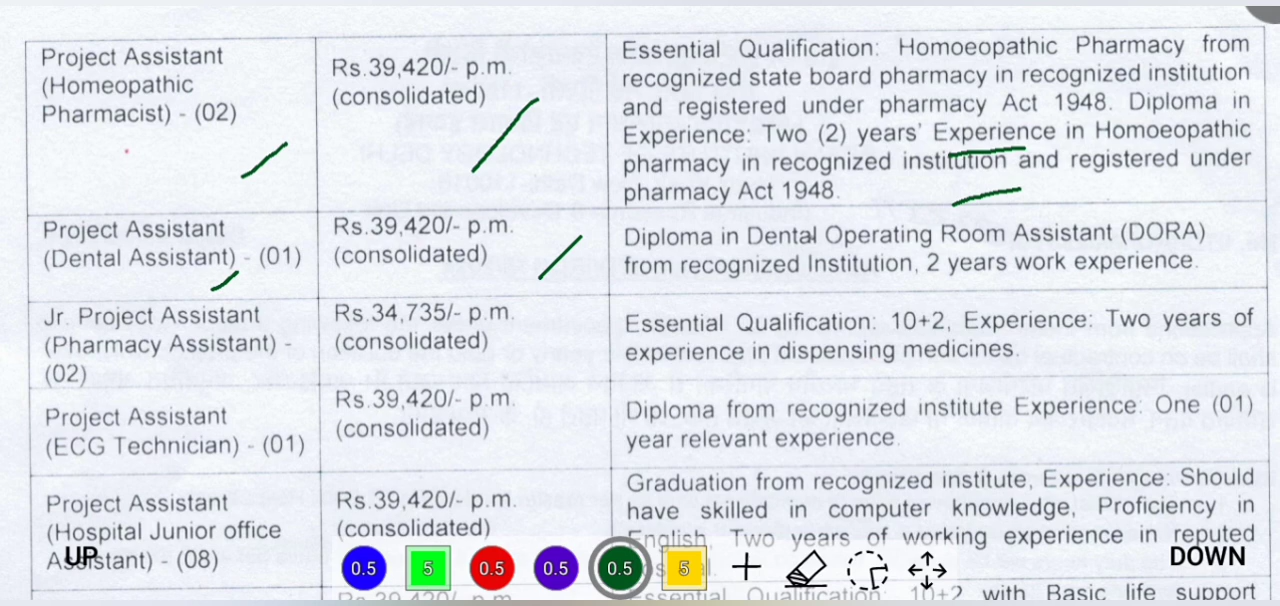 Project Assistant
(Homeopathic
Pharmacist) - (02)
Rs.39,420/- p.m.
(consolidated)
Essential Qualification: Homoeopathic Pharmacy from
recognized state board pharmacy in recognized institution
and registered under pharmacy Act 1948. Diploma in
Experience: Two (2) years' Experience in Homoeopathic
pharmacy in recognized institution and registered under
pharmacy Act 1948.
Project Assistant
(Dental Assistant) - (01)
Rs.39,420/- p.m.
(consolidated)
Diploma in Dental Operating Room Assistant (DORA)
from recognized Institution, 2 years work experience.
Jr. Project Assistant
(Pharmacy Assistant) -
(02)
Rs.34,735/- p.m.
(consolidated)
Essential Qualification. 10+2, Experience: Two years of
experience in dispensing medicines.
Project Assistant
(ECG Technician) - (01)
Rs.39,420/- p.m.
(consolidated)
Diploma from recognized institute Experience: One (01)
year relevant experience.
Project Assistant
(Hospital Junior office
Assistant) - (08)
Rs.39,420/- p.m.
(consolidated)
Graduation from recognized institute, Experience: Should
have skilled in computer knowledge, Proficiency in
English, Two years of working experience in reputed
UP
0.5
5
0.5
0.5
0.5
5
DOWN
Rs.39,420/- p.m.
Essential Qualification: 10+2 with Basic life support